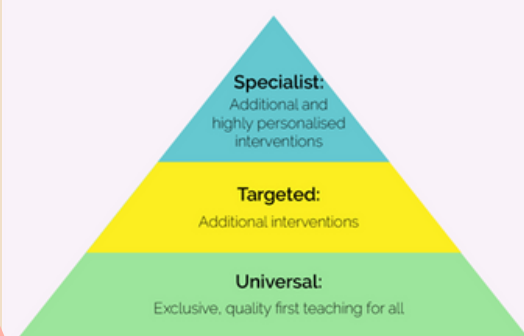 Specialist:
Additional and
highly personalised
interventions
Targeted:
Additional interventions
Universal:
Exclusive, quality first teaching for all